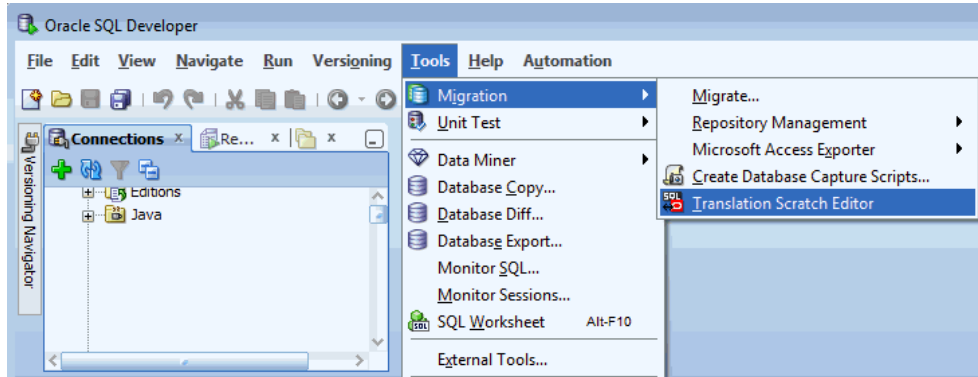 Oracle SQL Developer
File Edit View Navigate Run Versioning Tools Help Automation
Migration
Migrate...
Unit Test
Repository Management
Microsoft Access Exporter
Create Database Capture Scripts...
Translation Scratch Editor
Connections x Re... x x
Versioning Navigator
Editions
Java
Data Miner
Database Copy...
Database Diff...
Database Export...
Monitor SQL...
Monitor Sessions...
SQL Worksheet Alt-F10
External Tools...